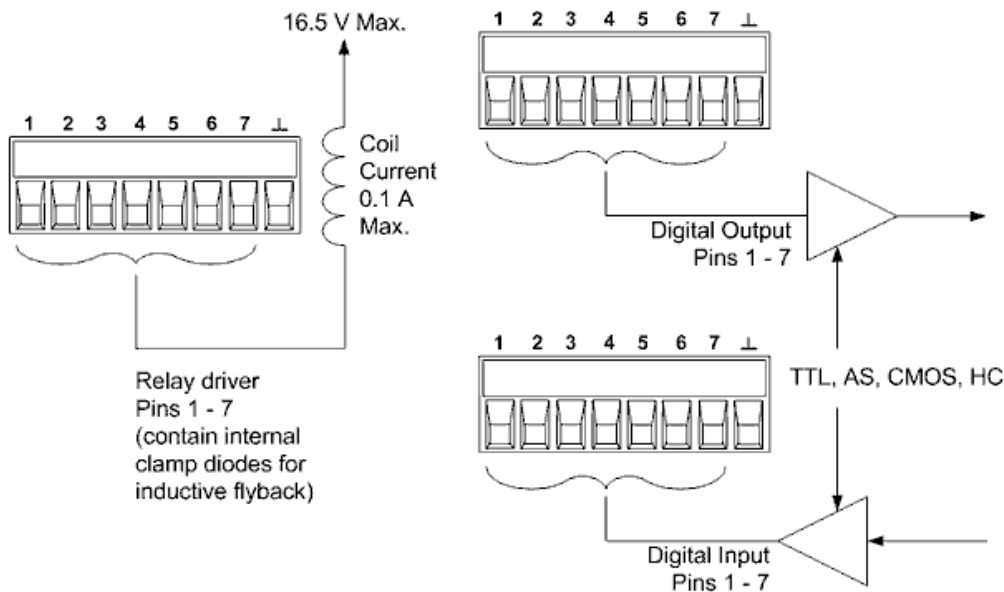 16.5 V Max.
1 2 3 4 5 6 7 ⊥
Coil
Current
0.1 A
Max.
Relay driver
Pins 1 - 7
(contain internal
clamp diodes for
inductive flyback)
1 2 3 4 5 6 7 ⊥
Digital Output
Pins 1 - 7
TTL, AS, CMOS, HC
1 2 3 4 5 6 7 ⊥
Digital Input
Pins 1 - 7